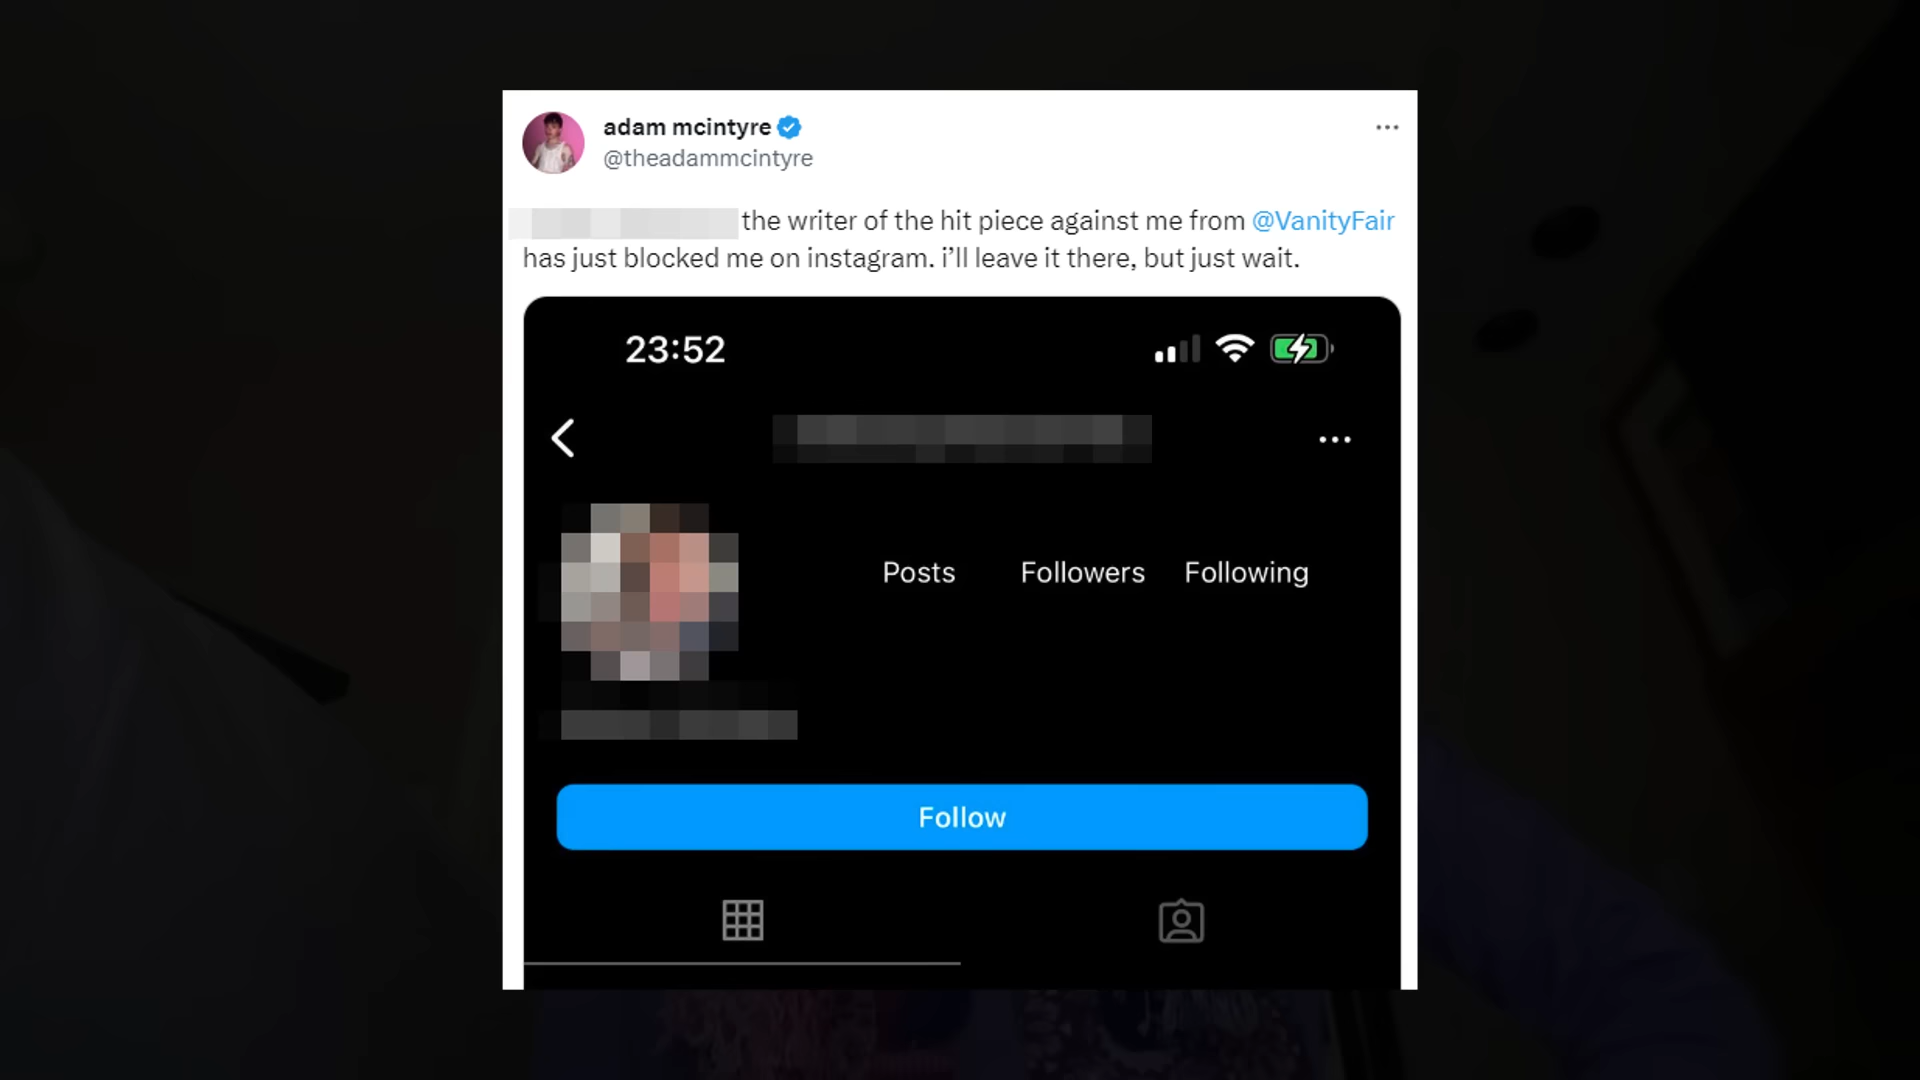 adam mcintyre
@theadammcintyre
the writer of the hit piece against me from @VanityFair
has just blocked me on instagram. i’ll leave it there, but just wait.
23:52
Posts Followers Following
Follow